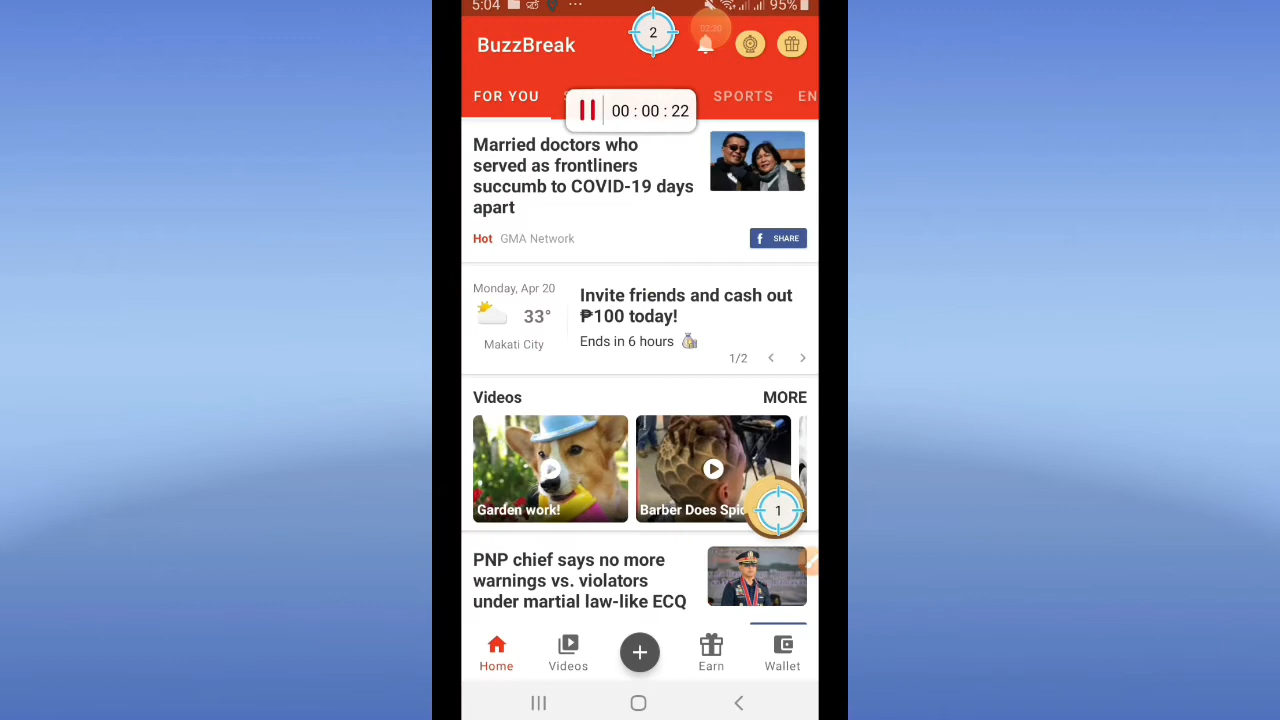 5:04
95%
2
02:20
BuzzBreak
FOR YOU
SPORTS
EN
00 : 00 : 22
Married doctors who
served as frontliners
succumb to COVID-19 days
apart
Hot GMA Network
f SHARE
Monday, Apr 20
33°
Makati City
Invite friends and cash out
₱100 today!
Ends in 6 hours
1/2
Videos
MORE
Garden work!
Barber Does Spi
1
PNP chief says no more
warnings vs. violators
under martial law-like ECQ
Home
Videos
Earn
Wallet